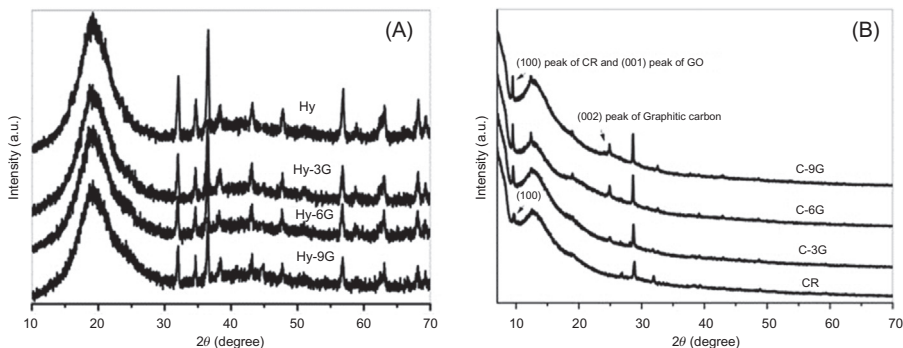 (A)
Intensity (a.u.)
Hy
Hy-3G
Hy-6G
Hy-9G
10 20 30 40 50 60 70
2θ (degree)
(B)
Intensity (a.u.)
(100) peak of CR and (001) peak of GO
(002) peak of Graphitic carbon
C-9G
(100)
C-6G
C-3G
CR
10 20 30 40 50 60 70
2θ (degree)